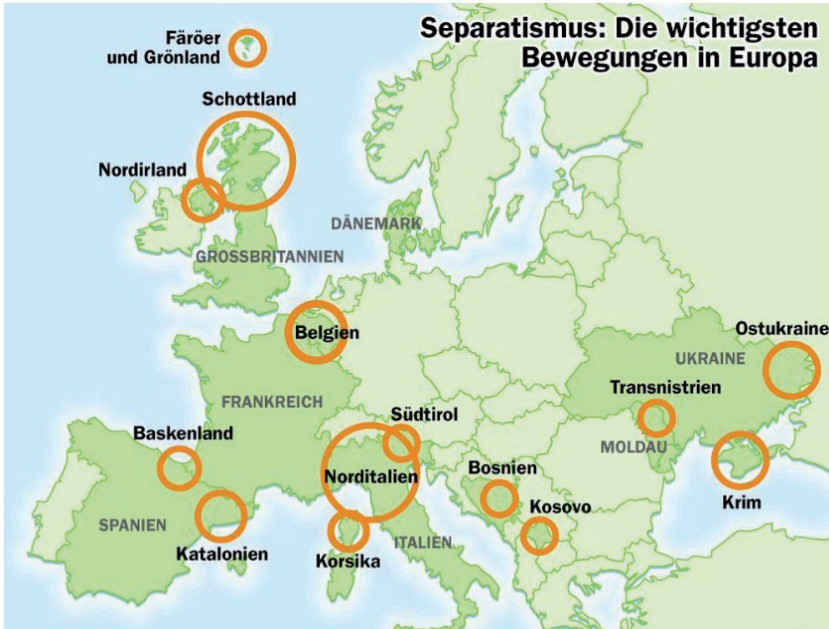 Separatismus: Die wichtigsten
Bewegungen in Europa
Färöer
und Grönland
Schottland
Nordirland
DÄNEMARK
GROSSBRITANNIEN
Belgien
Ostukraine
UKRAINE
Transnistrien
FRANKREICH
Südtirol
Baskenland
MOLDAU
Norditalien
Bosnien
Kosovo
Krim
SPANIEN
Katalonien
Korsika
ITALIEN